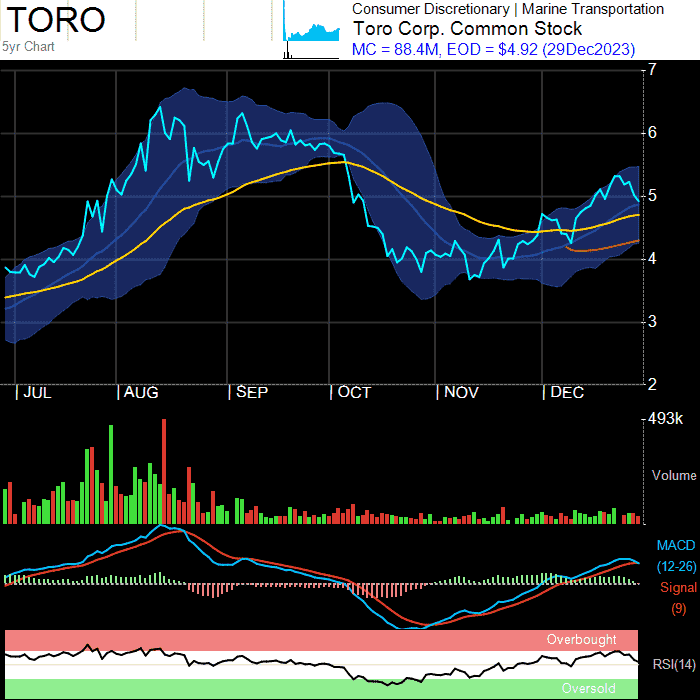 TORO
5yr Chart
Consumer Discretionary | Marine Transportation
Toro Corp. Common Stock
MC = 88.4M, EOD = $4.92 (29Dec2023)
7
6
5
4
3
2
| JUL | AUG | SEP | OCT | NOV | DEC
493k
Volume
MACD
(12-26)
Signal
(9)
Overbought
RSI(14)
Oversold